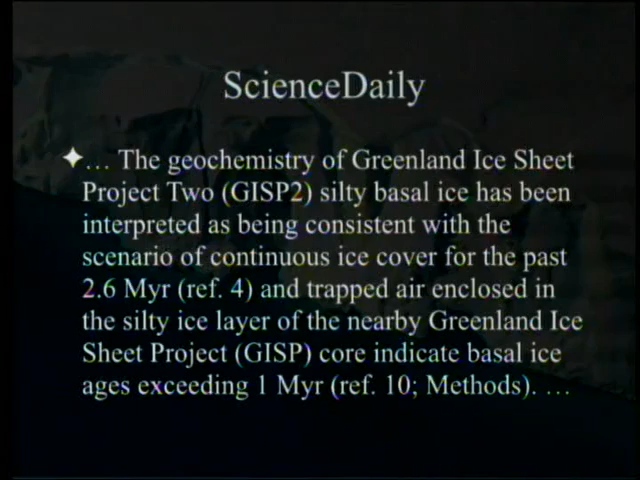 ScienceDaily
… The geochemistry of Greenland Ice Sheet
Project Two (GISP2) silty basal ice has been
interpreted as being consistent with the
scenario of continuous ice cover for the past
2.6 Myr (ref. 4) and trapped air enclosed in
the silty ice layer of the nearby Greenland Ice
Sheet Project (GISP) core indicate basal ice
ages exceeding 1 Myr (ref. 10; Methods). …